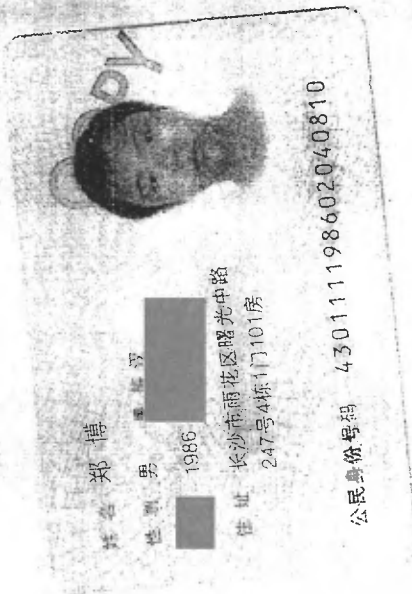 姓名 郑博
性别 男 民族 汉
1986
住址 长沙市雨花区曙光中路
247号4栋1门101房
公民身份号码 430111198602040810